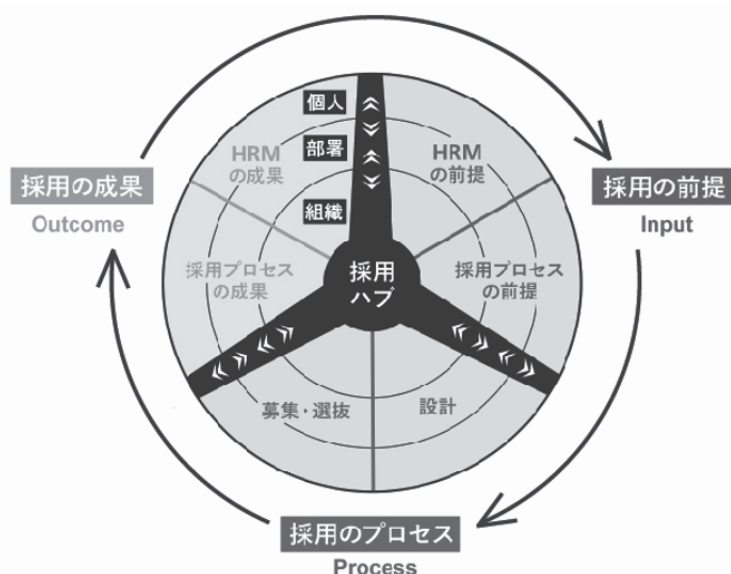 個人
HRM
の成果
部署
HRM
の前提
採用の成果
Outcome
組織
採用の前提
Input
採用プロセス
の成果
採用
ハブ
採用プロセス
の前提
募集・選抜
設計
採用のプロセス
Process